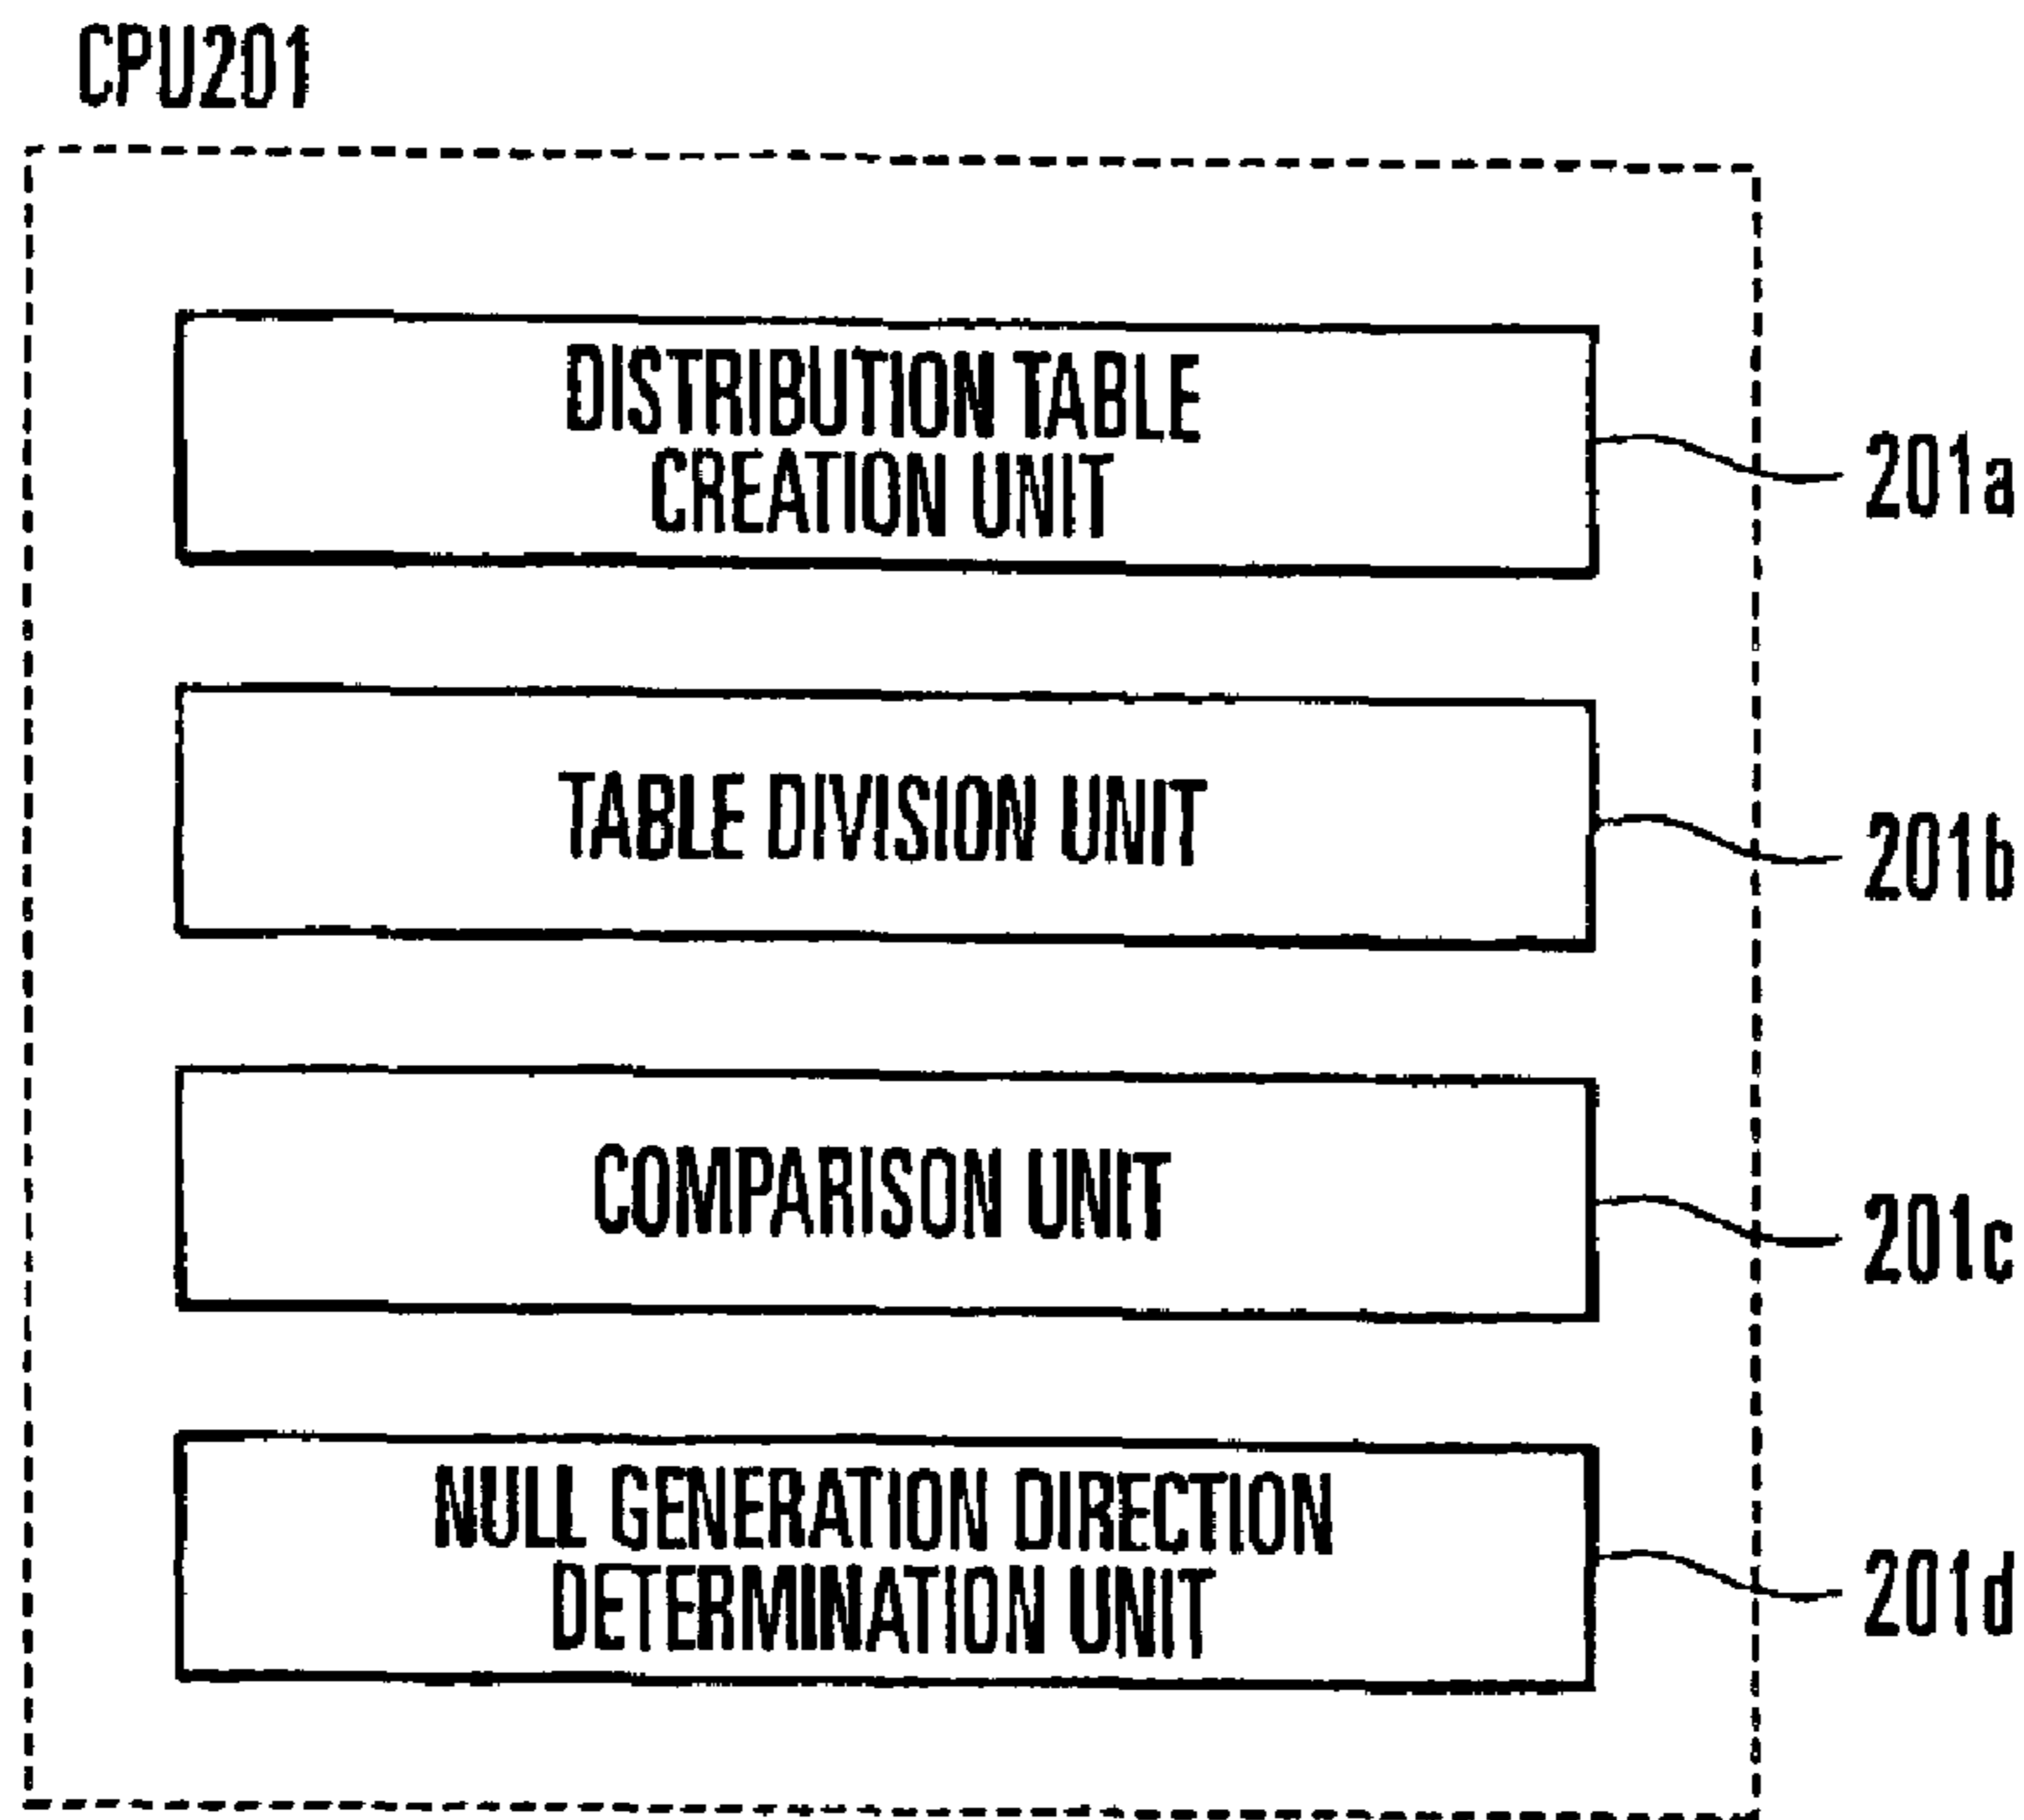 CPU201
DISTRIBUTION TABLE
CREATION UNIT
201a
TABLE DIVISION UNIT
201b
COMPARISON UNIT
201c
NULL GENERATION DIRECTION
DETERMINATION UNIT
201d